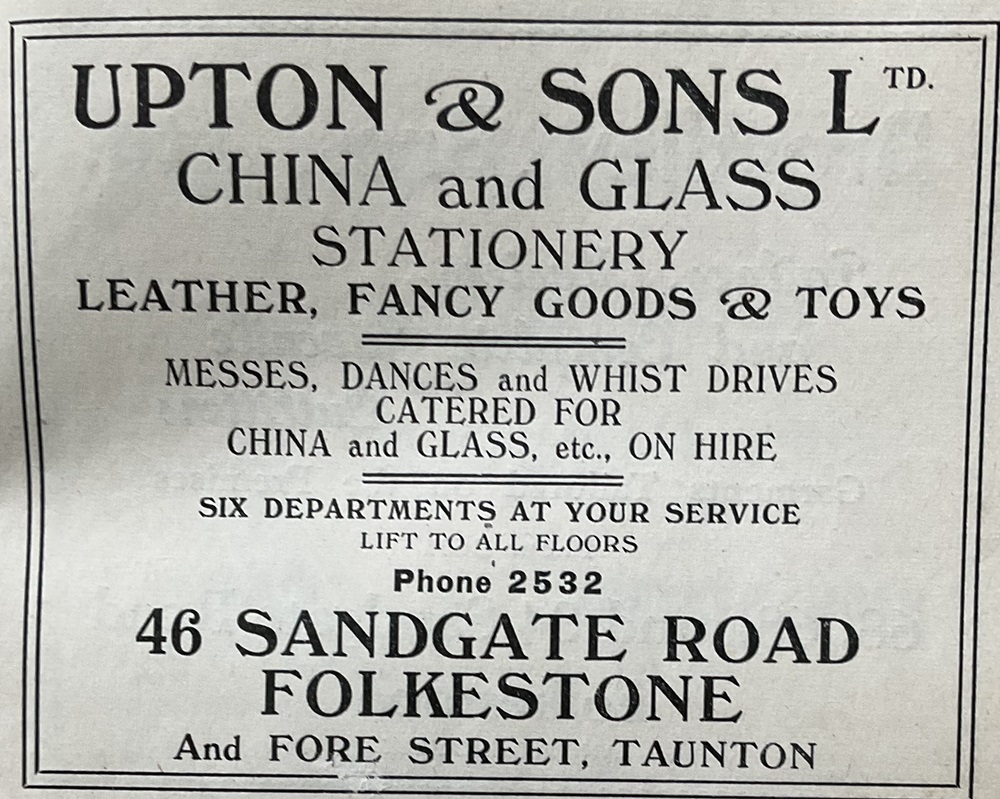 UPTON & SONS LTD.
CHINA and GLASS
STATIONERY
LEATHER, FANCY GOODS & TOYS
MESSES, DANCES and WHIST DRIVES
CATERED FOR
CHINA and GLASS, etc., ON HIRE
SIX DEPARTMENTS AT YOUR SERVICE
LIFT TO ALL FLOORS
Phone 2532
46 SANDGATE ROAD
FOLKESTONE
And FORE STREET, TAUNTON